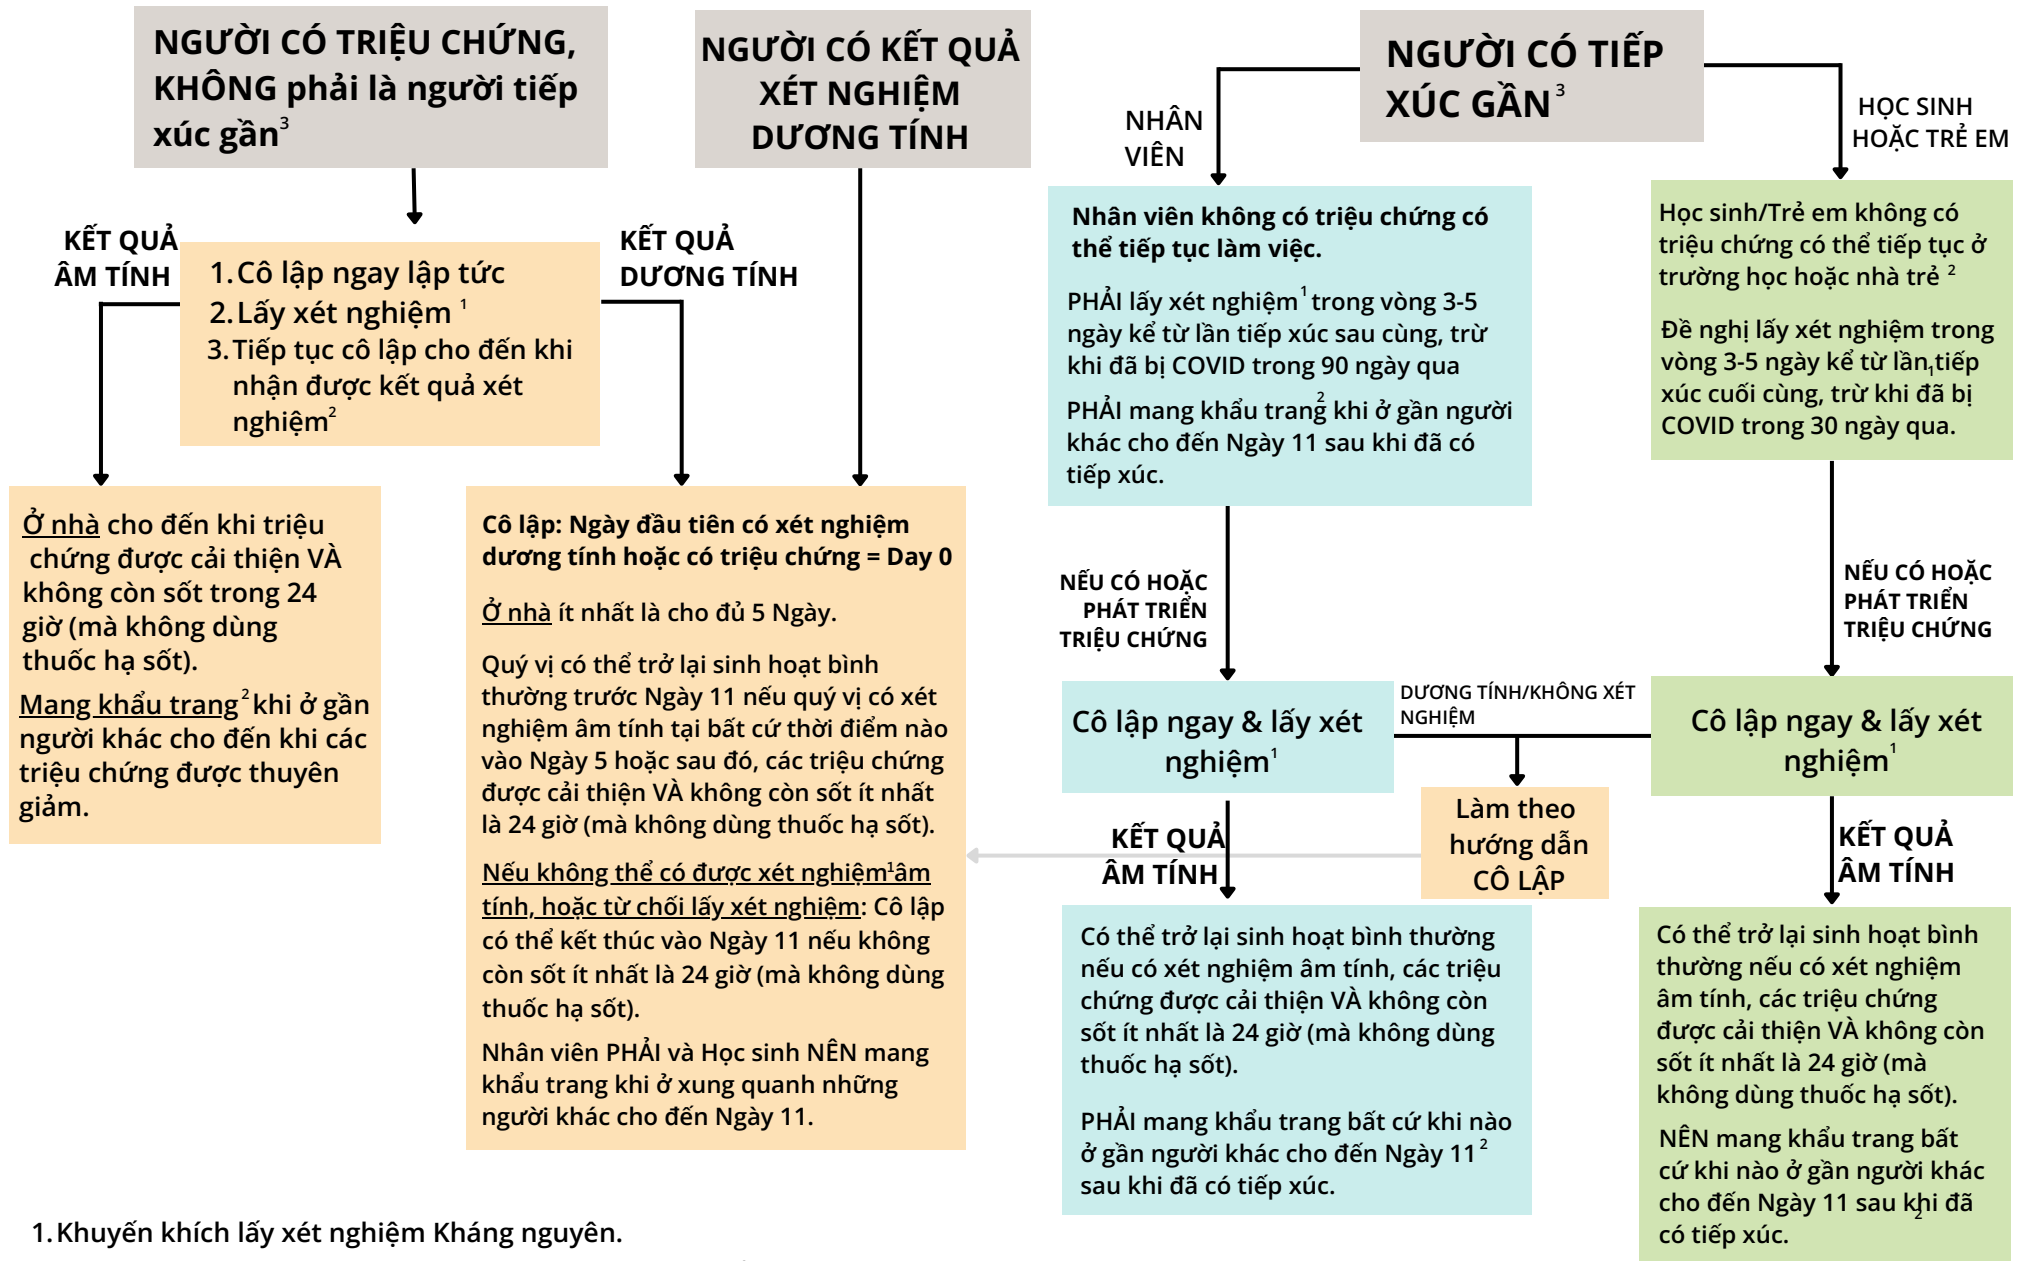 NGƯỜI CÓ TRIỆU CHỨNG,
KHÔNG phải là người tiếp
xúc gần³
NGƯỜI CÓ KẾT QUẢ
XÉT NGHIỆM
DƯƠNG TÍNH
NGƯỜI CÓ TIẾP
XÚC GẦN³
NHÂN
VIÊN
HỌC SINH
HOẶC TRẺ EM
KẾT QUẢ
ÂM TÍNH
1.Cô lập ngay lập tức
2.Lấy xét nghiệm ¹
3.Tiếp tục cô lập cho đến khi
nhận được kết quả xét
nghiệm²
KẾT QUẢ
DƯƠNG TÍNH
Ở nhà cho đến khi triệu
chứng được cải thiện VÀ
không còn sốt trong 24
giờ (mà không dùng
thuốc hạ sốt).
Mang khẩu trang² khi ở gần
người khác cho đến khi các
triệu chứng được thuyên
giảm.
Cô lập: Ngày đầu tiên có xét nghiệm
dương tính hoặc có triệu chứng = Day 0
Ở nhà ít nhất là cho đủ 5 Ngày.
Quý vị có thể trở lại sinh hoạt bình
thường trước Ngày 11 nếu quý vị có xét
nghiệm âm tính tại bất cứ thời điểm nào
vào Ngày 5 hoặc sau đó, các triệu chứng
được cải thiện VÀ không còn sốt ít nhất
là 24 giờ (mà không dùng thuốc hạ sốt).
Nếu không thể có được xét nghiệm¹âm
tính, hoặc từ chối lấy xét nghiệm: Cô lập
có thể kết thúc vào Ngày 11 nếu không
còn sốt ít nhất là 24 giờ (mà không dùng
thuốc hạ sốt).
Nhân viên PHẢI và Học sinh NÊN mang
khẩu trang khi ở xung quanh những
người khác cho đến Ngày 11.
Nhân viên không có triệu chứng có
thể tiếp tục làm việc.
PHẢI lấy xét nghiệm¹ trong vòng 3-5
ngày kể từ lần tiếp xúc sau cùng, trừ
khi đã bị COVID trong 90 ngày qua
PHẢI mang khẩu trang² khi ở gần người
khác cho đến Ngày 11 sau khi đã có
tiếp xúc.
NẾU CÓ HOẶC
PHÁT TRIỂN
TRIỆU CHỨNG
Cô lập ngay & lấy xét
nghiệm¹
DƯƠNG TÍNH/KHÔNG XÉT
NGHIỆM
Làm theo
hướng dẫn
CÔ LẬP
KẾT QUẢ
ÂM TÍNH
Có thể trở lại sinh hoạt bình thường
nếu có xét nghiệm âm tính, các triệu
chứng được cải thiện VÀ không còn
sốt ít nhất là 24 giờ (mà không dùng
thuốc hạ sốt).
PHẢI mang khẩu trang bất cứ khi nào
ở gần người khác cho đến Ngày 11²
sau khi đã có tiếp xúc.
Học sinh/Trẻ em không có
triệu chứng có thể tiếp tục ở
trường học hoặc nhà trẻ ²
Đề nghị lấy xét nghiệm trong
vòng 3-5 ngày kể từ lần₁tiếp
xúc cuối cùng, trừ khi đã bị
COVID trong 30 ngày qua.
NẾU CÓ HOẶC
PHÁT TRIỂN
TRIỆU CHỨNG
Cô lập ngay & lấy xét
nghiệm¹
KẾT QUẢ
ÂM TÍNH
Có thể trở lại sinh hoạt bình
thường nếu có xét nghiệm
âm tính, các triệu chứng
được cải thiện VÀ không còn
sốt ít nhất là 24 giờ (mà
không dùng thuốc hạ sốt).
NÊN mang khẩu trang bất
cứ khi nào ở gần người khác
cho đến Ngày 11 sau khi đã
có tiếp xúc. ²
1.Khuyến khích lấy xét nghiệm Kháng nguyên.